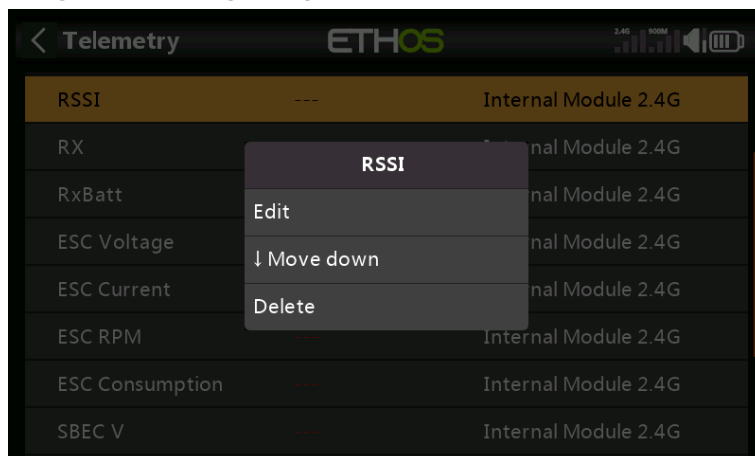 Telemetry ETHOS 2.4G 900M
RSSI --- Internal Module 2.4G
RX nal Module 2.4G
RSSI
RxBatt nal Module 2.4G
Edit
ESC Voltage nal Module 2.4G
↓ Move down
ESC Current nal Module 2.4G
Delete
ESC RPM --- Internal Module 2.4G
ESC Consumption --- Internal Module 2.4G
SBEC V --- Internal Module 2.4G